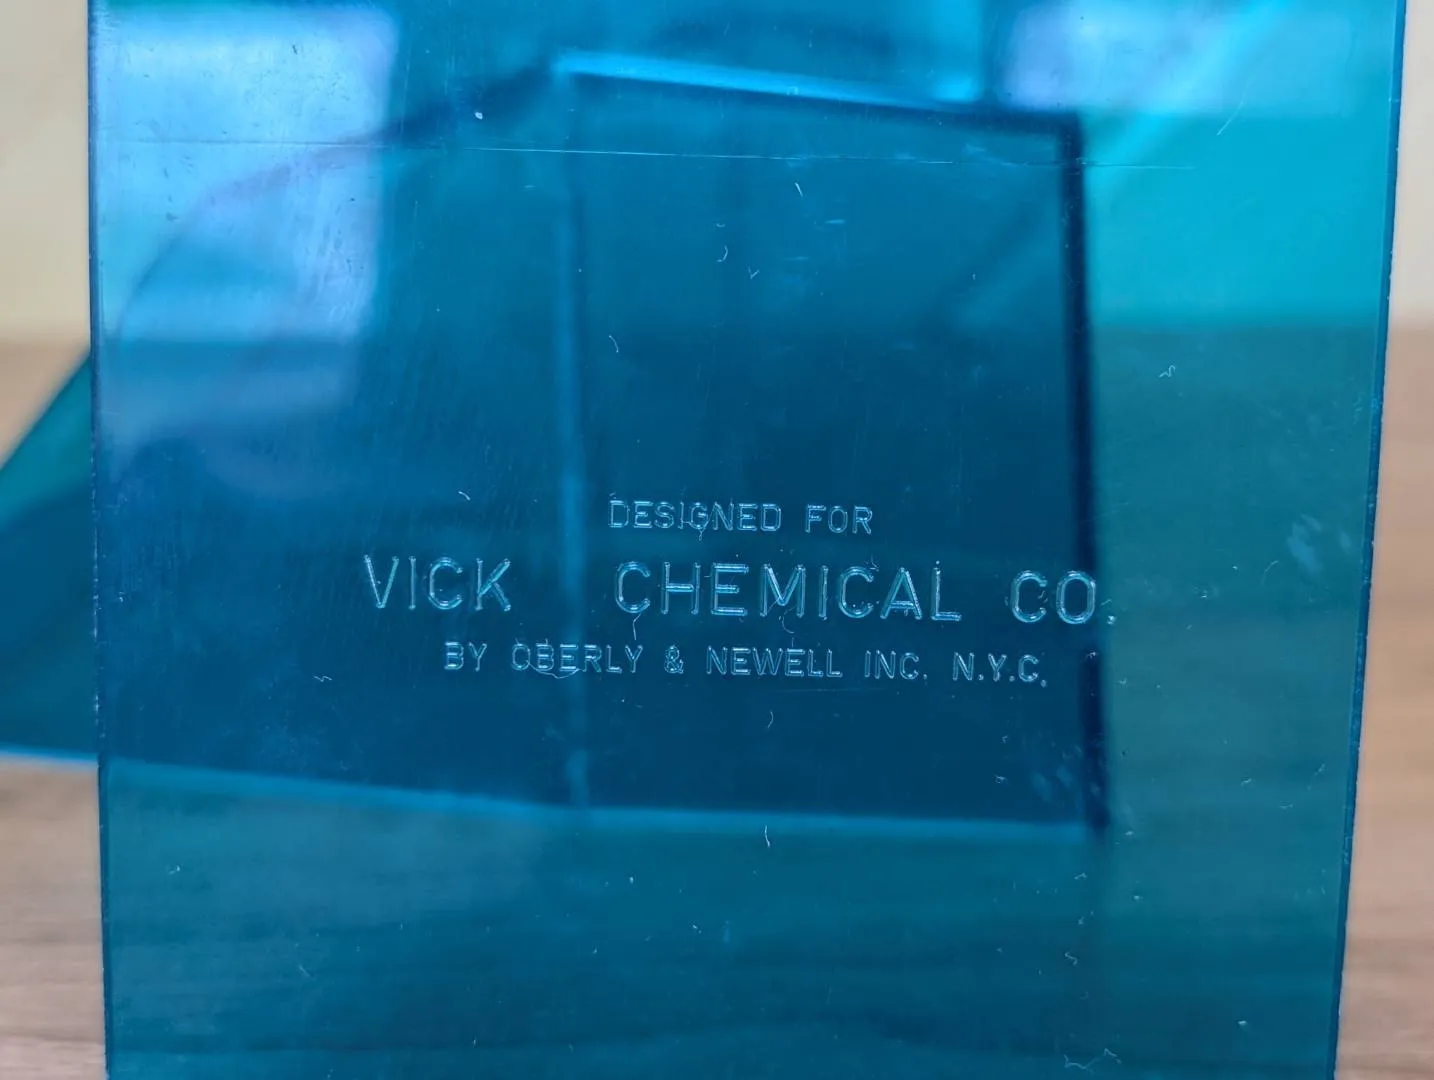 DESIGNED FOR
VICK CHEMICAL CO.
BY OBERLY & NEWELL INC. N.Y.C.